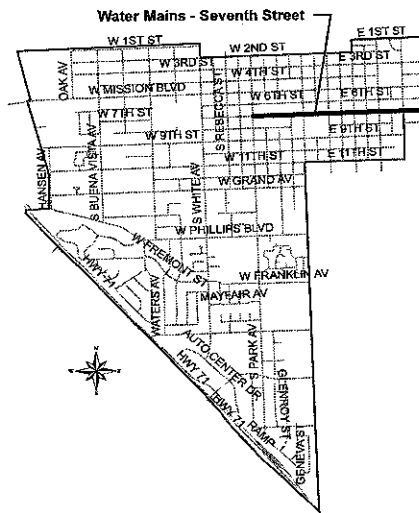 Water Mains - Seventh Street
W 1ST ST
E 1ST ST
W 2ND ST
W 3RD ST
E 3RD ST
W 4TH ST
OAK AV
W MISSION BLVD
S REBECCA ST
W 6TH ST
E 6TH ST
W 7TH ST
W 9TH ST
E 9TH ST
W 11TH ST
E 11TH ST
HANSEN AV
S BUENA VISTA AV
S WHITE AV
W GRAND AV
W PHILLIPS BLVD
W FREMONT ST
HWY 71
W FRANKLIN AV
WATERS AV
MAYFAIR AV
AUTO CENTER DR
S PARK AV
HWY 71
HWY 71
RAMP
GLENROY ST
GENEVA ST